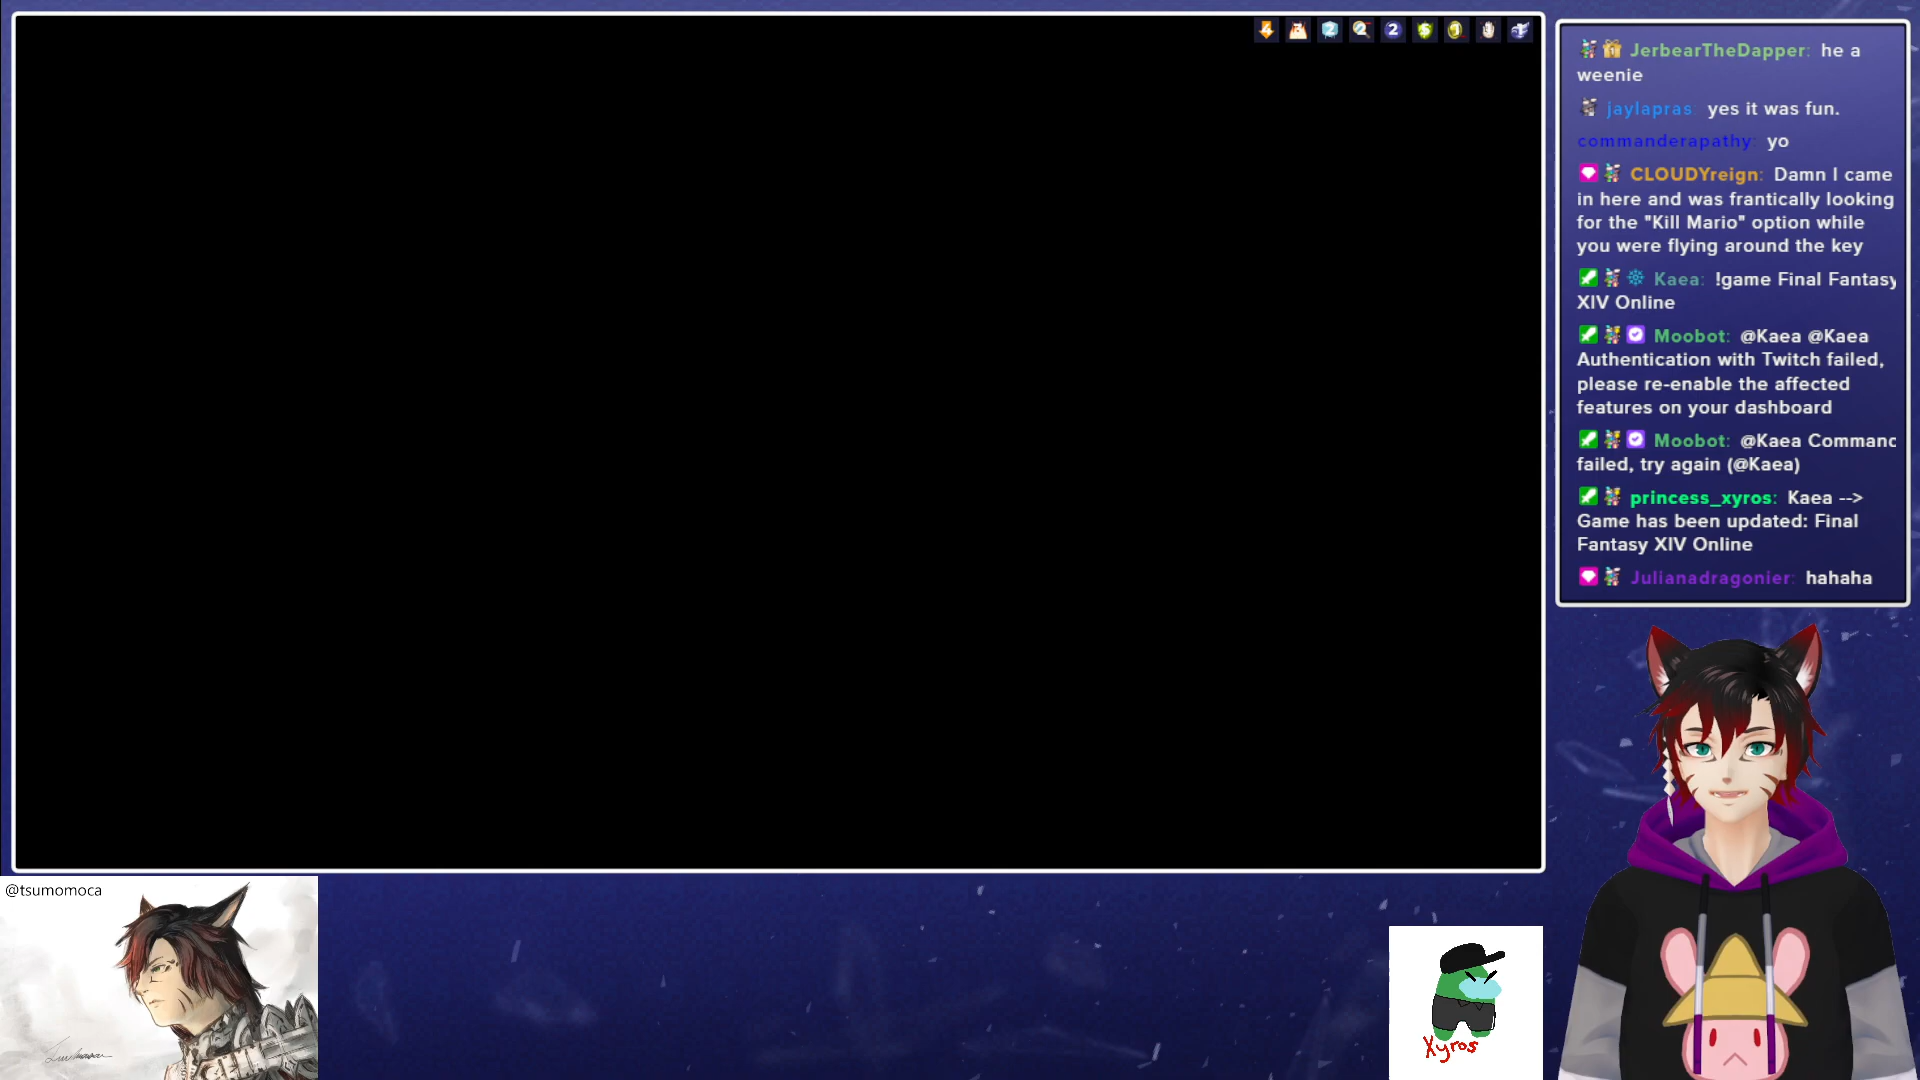 JerbearTheDapper: he a
weenie
jaylapras: yes it was fun.
commanderapathy: yo
CLOUDYreign: Damn I came
in here and was frantically looking
for the "Kill Mario" option while
you were flying around the key
Kaea: !game Final Fantasy
XIV Online
Moobot: @Kaea @Kaea
Authentication with Twitch failed,
please re-enable the affected
features on your dashboard
Moobot: @Kaea Command
failed, try again (@Kaea)
princess_xyros: Kaea -->
Game has been updated: Final
Fantasy XIV Online
Julianadragonier: hahaha
@tsumomoca
Xyros